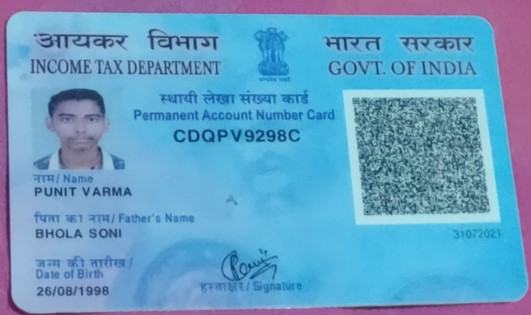 आयकर विभाग
INCOME TAX DEPARTMENT
भारत सरकार
GOVT. OF INDIA
स्थायी लेखा संख्या कार्ड
Permanent Account Number Card
CDQPV9298C
नाम / Name
PUNIT VARMA
पिता का नाम / Father's Name
BHOLA SONI
जन्म की तारीख /
Date of Birth
26/08/1998
हस्ताक्षर / Signature
31072021